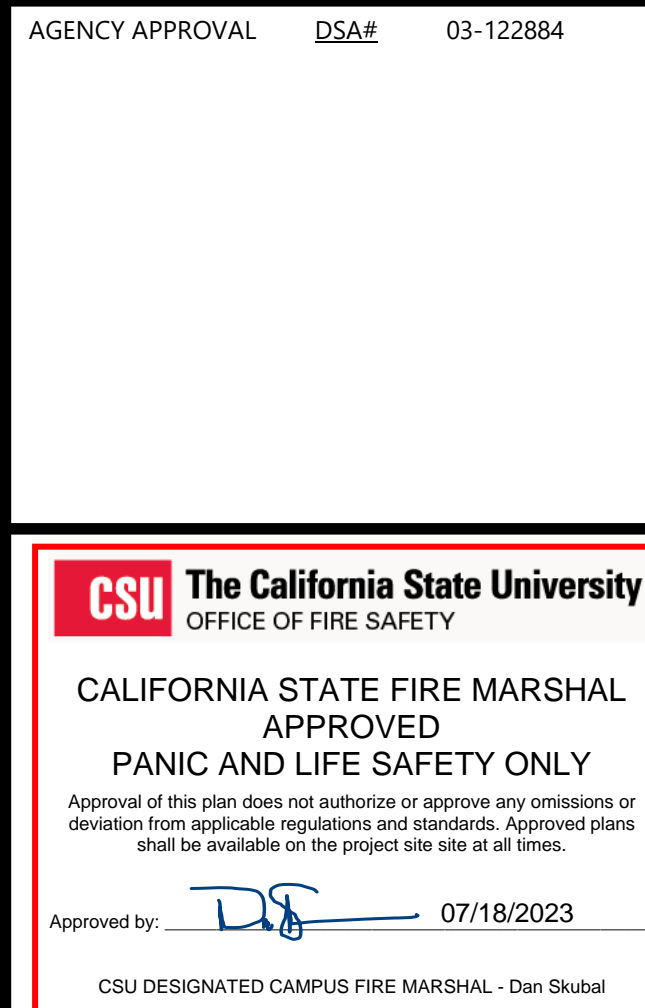 AGENCY APPROVAL DSA# 03-122884
CSU The California State University
OFFICE OF FIRE SAFETY
CALIFORNIA STATE FIRE MARSHAL
APPROVED
PANIC AND LIFE SAFETY ONLY
Approval of this plan does not authorize or approve any omissions or
deviation from applicable regulations and standards. Approved plans
shall be available on the project site site at all times.
Approved by: 07/18/2023
CSU DESIGNATED CAMPUS FIRE MARSHAL - Dan Skubal